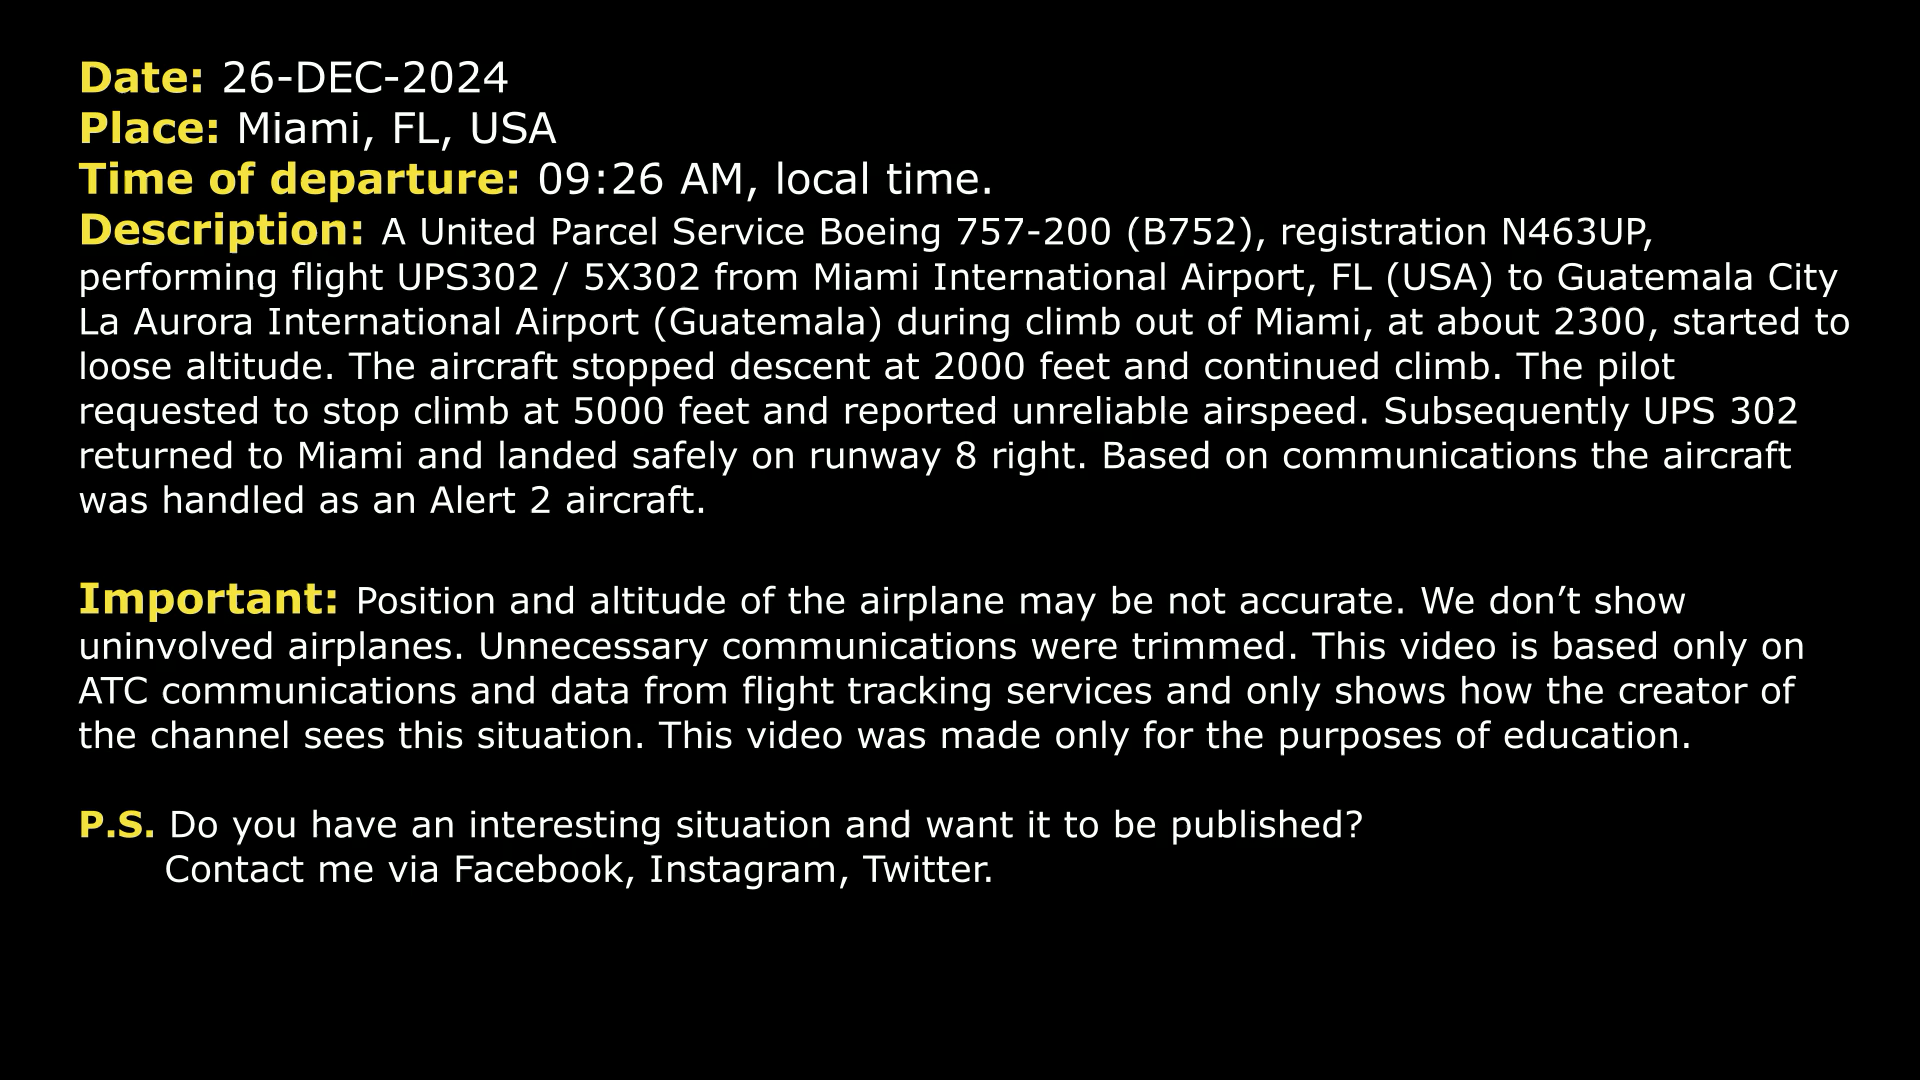 Date: 26-DEC-2024
Place: Miami, FL, USA
Time of departure: 09:26 AM, local time.
Description: A United Parcel Service Boeing 757-200 (B752), registration N463UP,
performing flight UPS302 / 5X302 from Miami International Airport, FL (USA) to Guatemala City
La Aurora International Airport (Guatemala) during climb out of Miami, at about 2300, started to
loose altitude. The aircraft stopped descent at 2000 feet and continued climb. The pilot
requested to stop climb at 5000 feet and reported unreliable airspeed. Subsequently UPS 302
returned to Miami and landed safely on runway 8 right. Based on communications the aircraft
was handled as an Alert 2 aircraft.
Important: Position and altitude of the airplane may be not accurate. We don’t show
uninvolved airplanes. Unnecessary communications were trimmed. This video is based only on
ATC communications and data from flight tracking services and only shows how the creator of
the channel sees this situation. This video was made only for the purposes of education.
P.S. Do you have an interesting situation and want it to be published?
Contact me via Facebook, Instagram, Twitter.